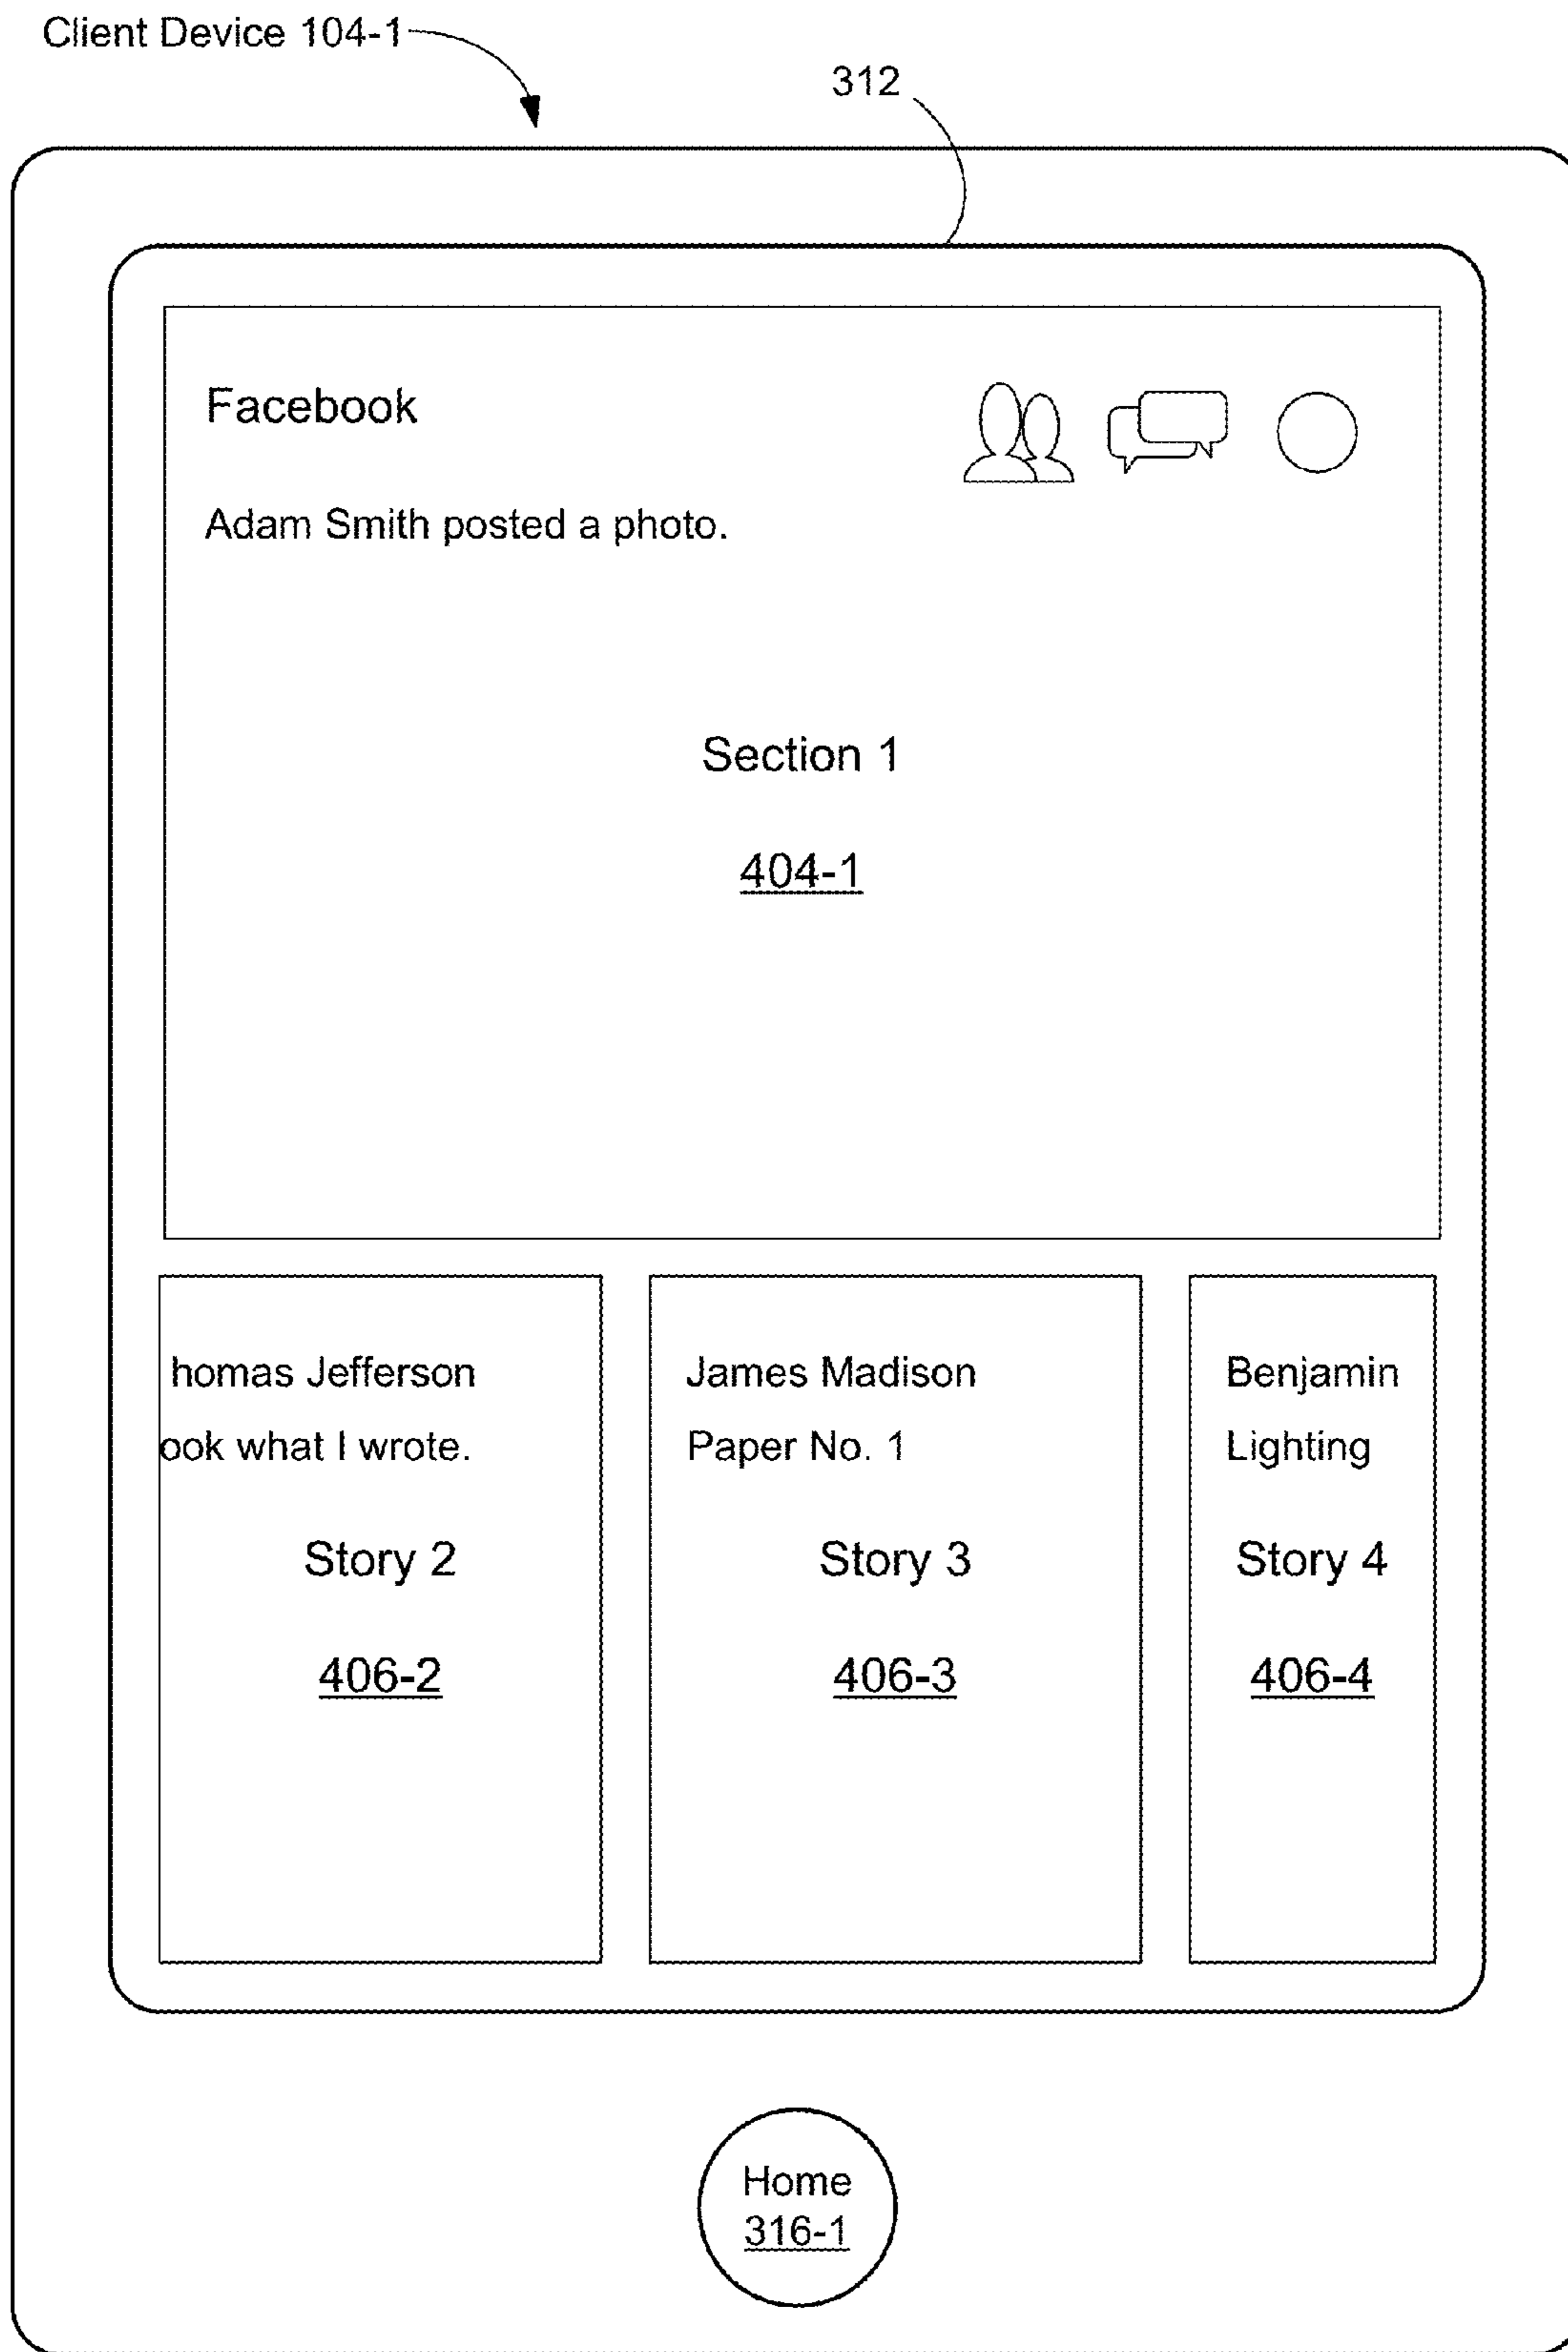 Client Device 104-1
312
Facebook
Adam Smith posted a photo.
Section 1
404-1
homas Jefferson
ook what I wrote.
Story 2
406-2
James Madison
Paper No. 1
Story 3
406-3
Benjamin
Lighting
Story 4
406-4
Home
316-1